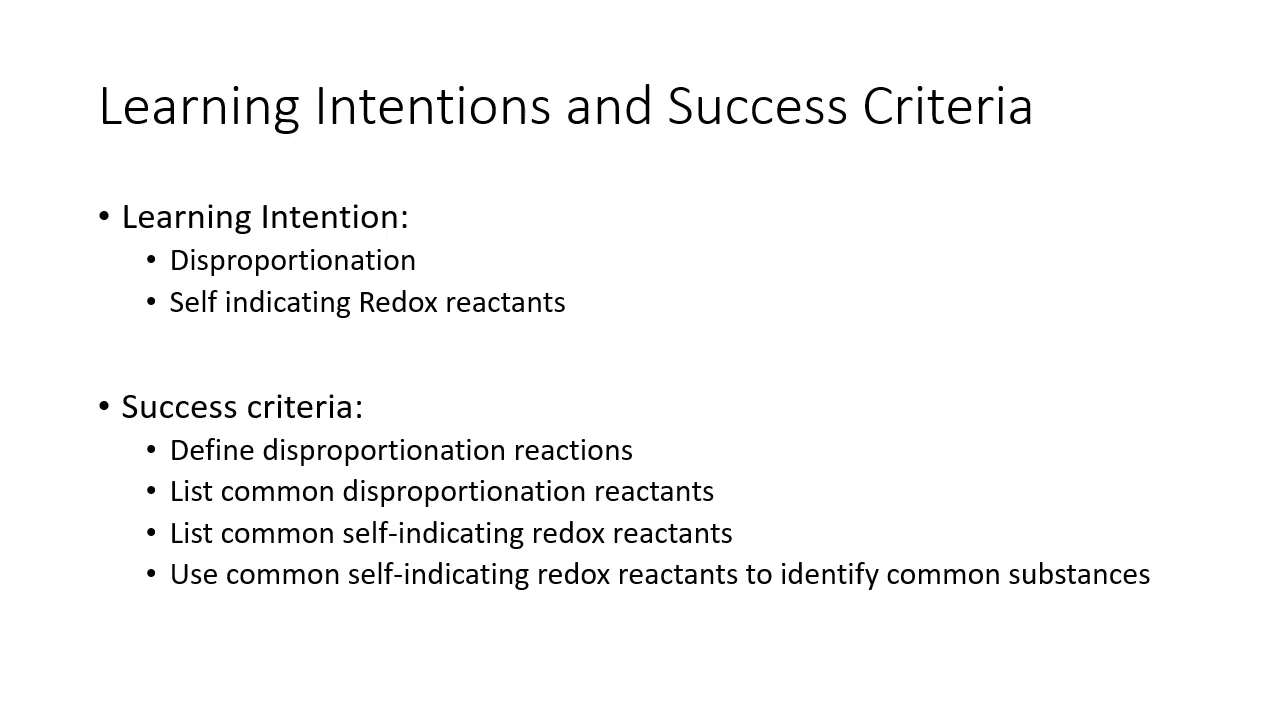 Learning Intentions and Success Criteria
• Learning Intention:
• Disproportionation
• Self indicating Redox reactants
• Success criteria:
• Define disproportionation reactions
• List common disproportionation reactants
• List common self-indicating redox reactants
• Use common self-indicating redox reactants to identify common substances